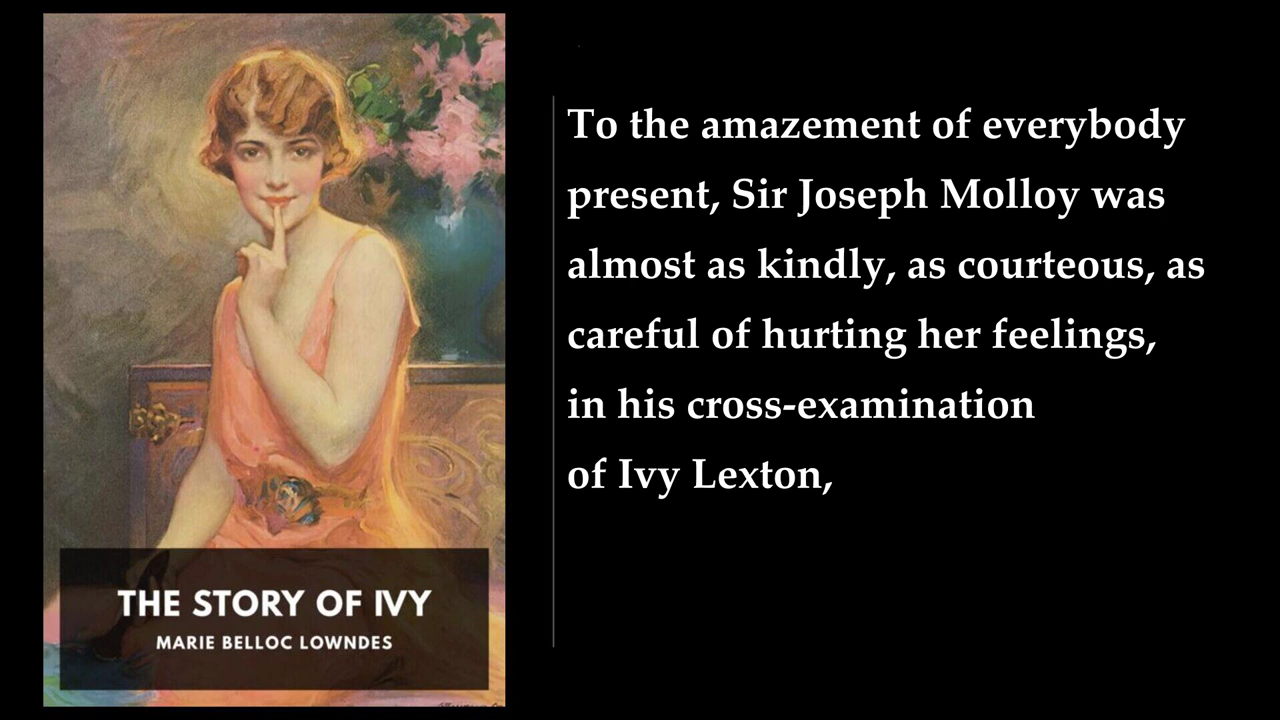 THE STORY OF IVY
MARIE BELLOC LOWNDES
To the amazement of everybody
present, Sir Joseph Molloy was
almost as kindly, as courteous, as
careful of hurting her feelings,
in his cross-examination
of Ivy Lexton,